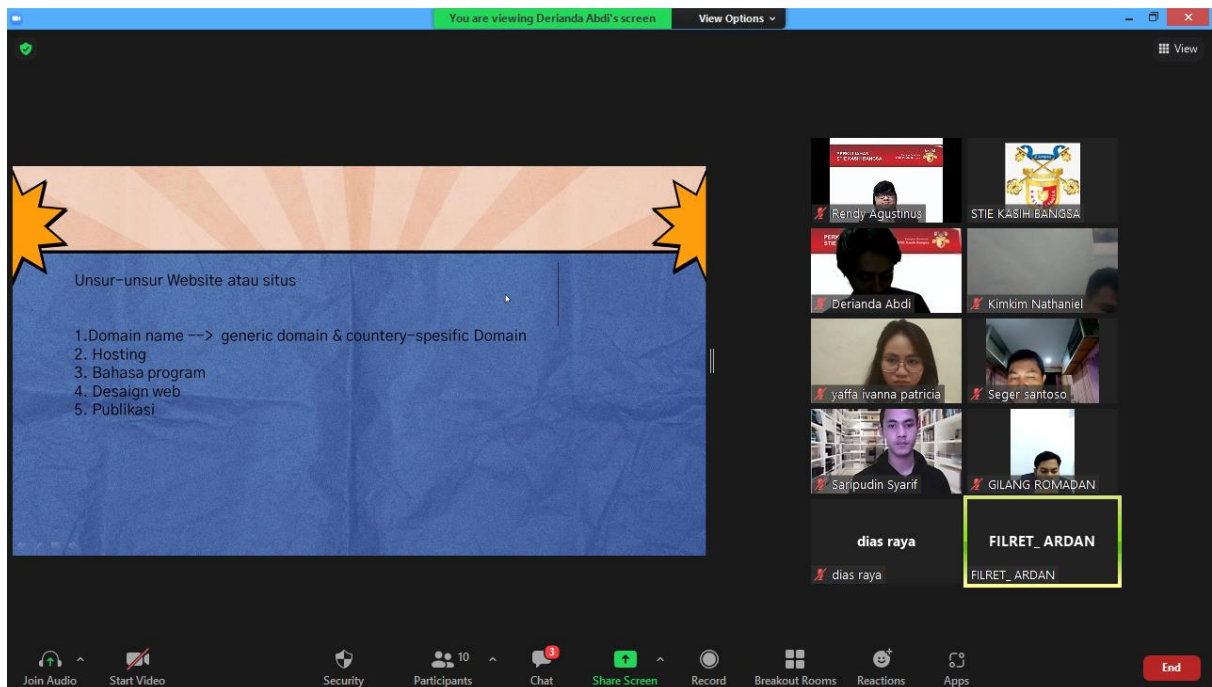 You are viewing Derianda Abdi's screen
View Options
View
Unsur-unsur Website atau situs
1.Domain name --> generic domain & countery-spesific Domain
2. Hosting
3. Bahasa program
4. Desaign web
5. Publikasi
Rendy Agustinus
STIE KASIH BANGSA
Derianda Abdi
Kimkim Nathaniel
yaffa ivanna patricia
Seger santoso
Saripudin Syarif
GILANG ROMADAN
dias raya
dias raya
FILRET_ ARDAN
FILRET_ ARDAN
Join Audio
Start Video
Security
10
Participants
3
Chat
Share Screen
Record
Breakout Rooms
Reactions
Apps
End